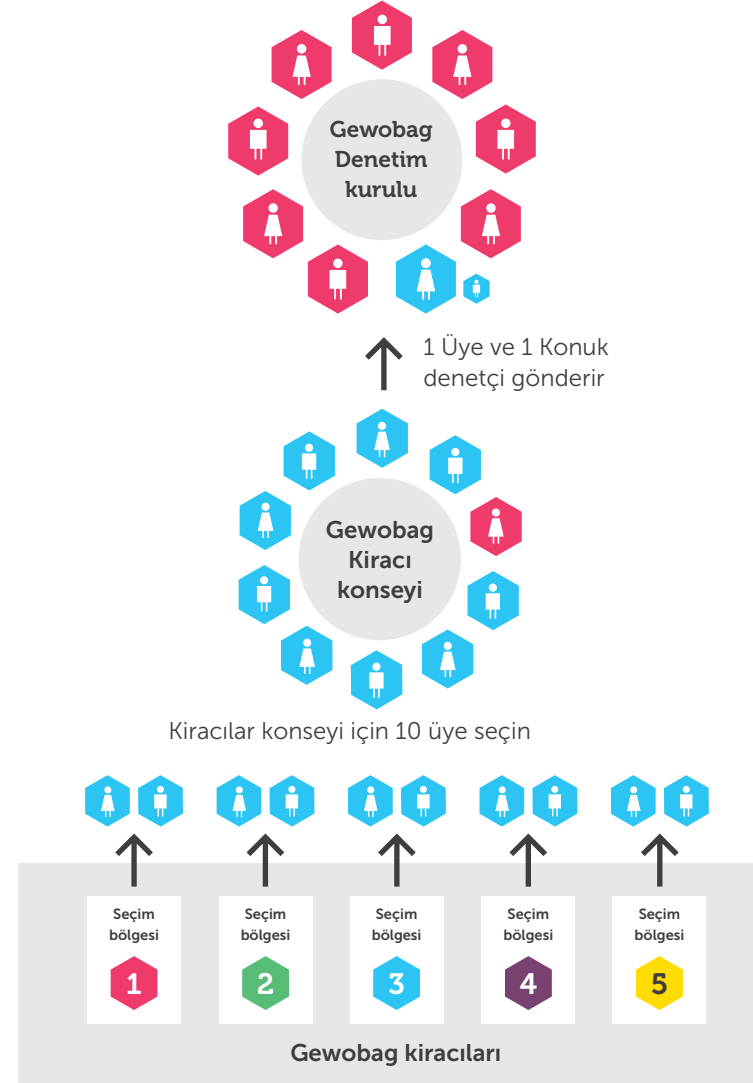 Gewobag
Denetim
kurulu
1 Üye ve 1 Konuk
denetçi gönderir
Gewobag
Kiracı
konseyi
Kiracılar konseyi için 10 üye seçin
Seçim
bölgesi
1
Seçim
bölgesi
2
Seçim
bölgesi
3
Seçim
bölgesi
4
Seçim
bölgesi
5
Gewobag kiracıları